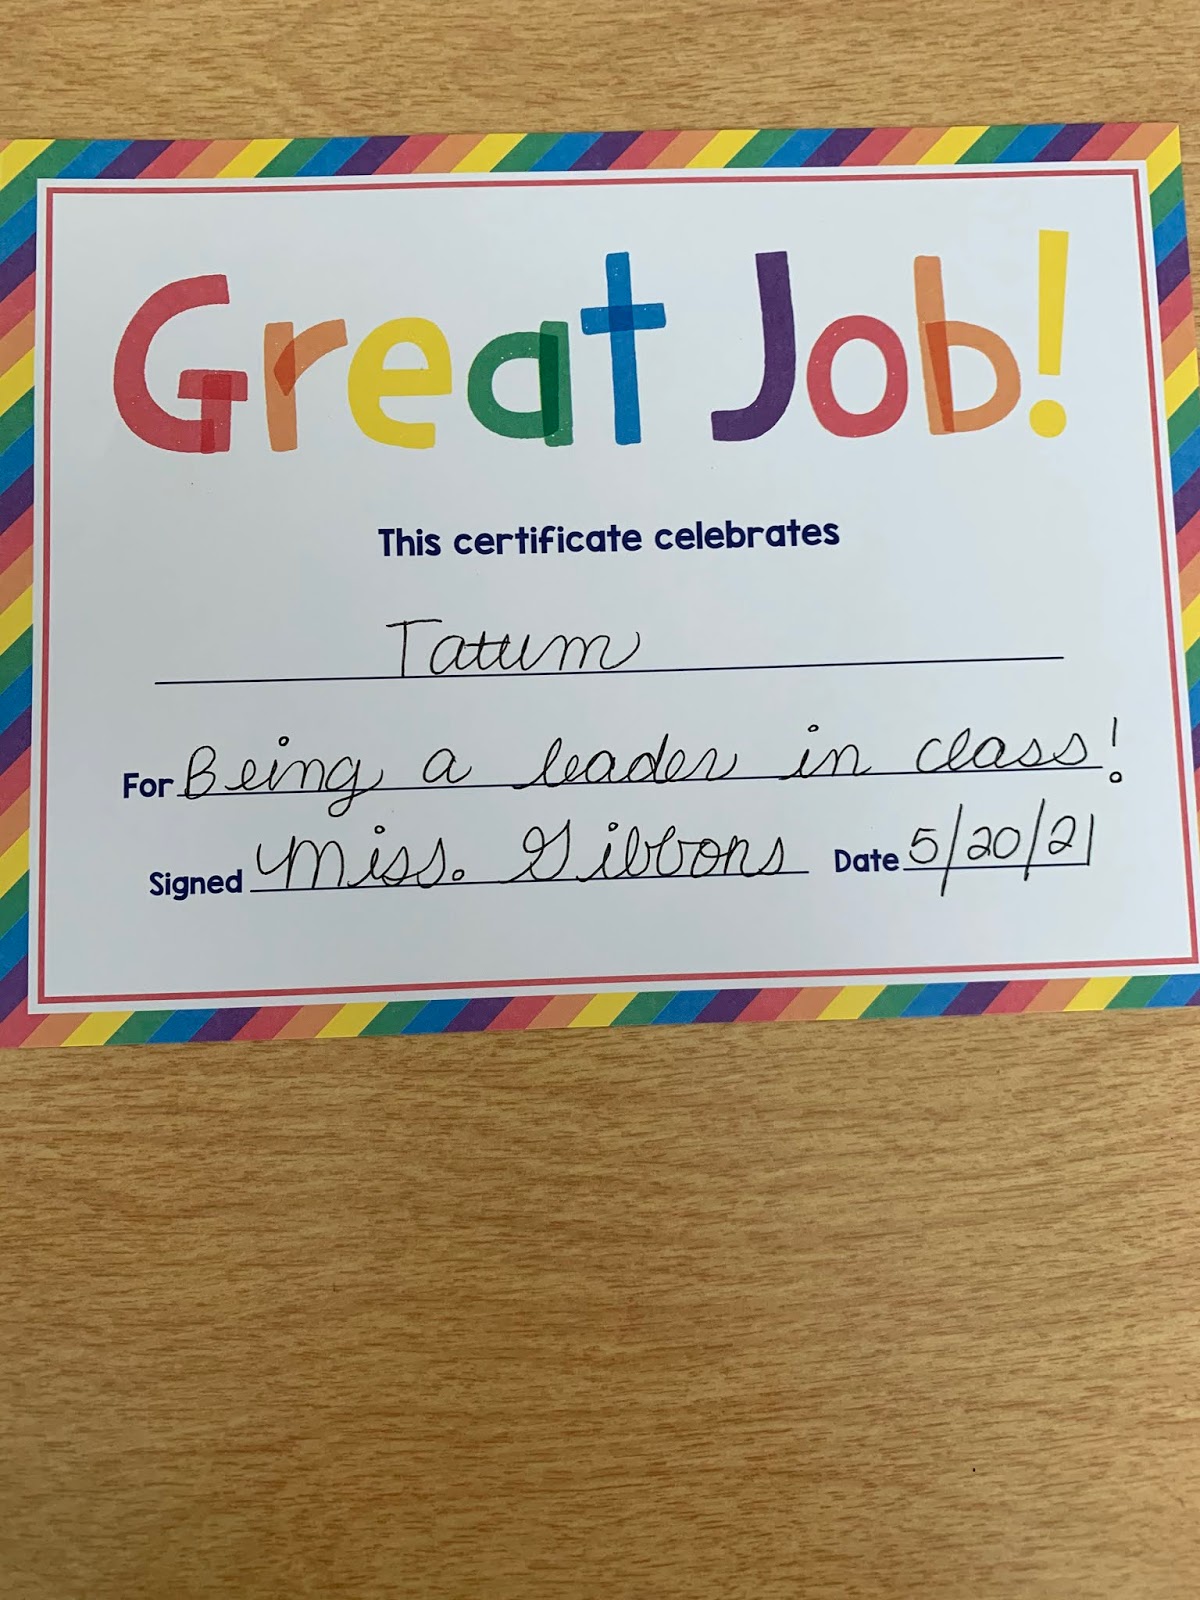 Great Job!
This certificate celebrates
Tatum
For Being a leader in class!
Signed Miss. Gibbons Date 5/20/21